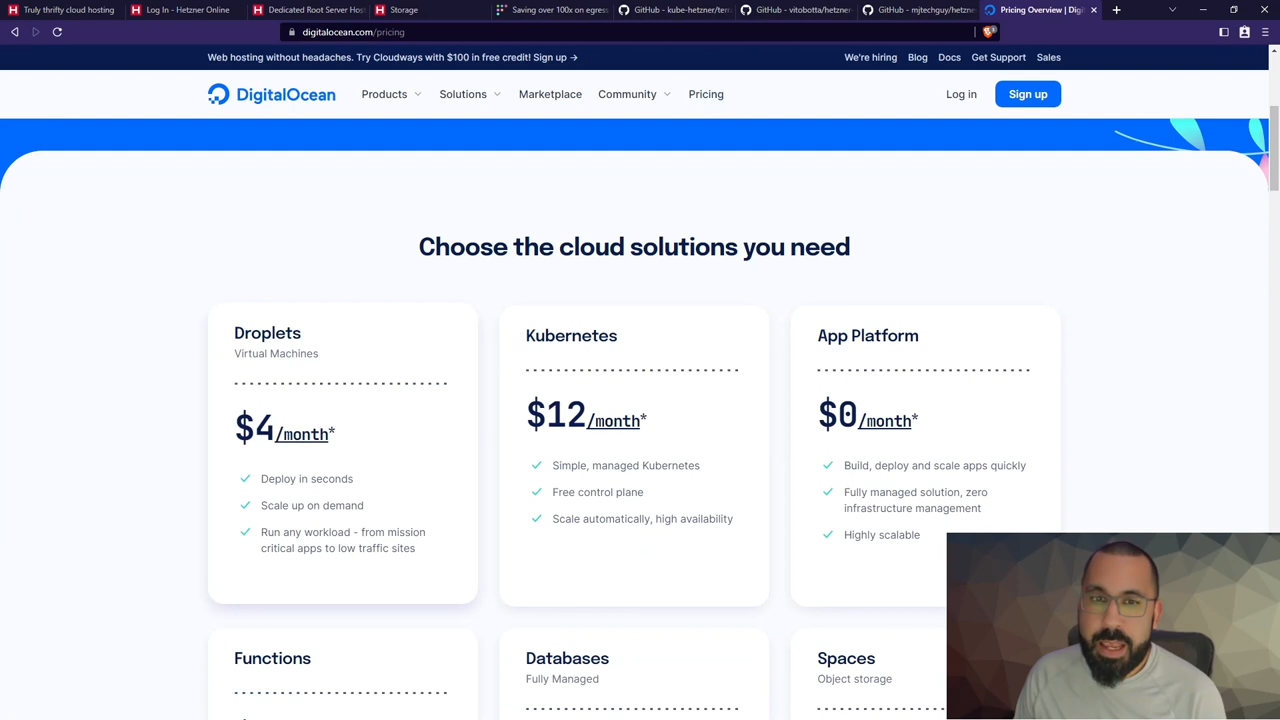 Truly thrifty cloud hosting
Log In - Hetzner Online
Dedicated Root Server Hos
Storage
Saving over 100x on egress
GitHub - kube-hetzner/terr
GitHub - vitobotta/hetzner
GitHub - mjtechguy/hetzne
Pricing Overview | Digi
digitalocean.com/pricing
Web hosting without headaches. Try Cloudways with $100 in free credit! Sign up →
We're hiring
Blog
Docs
Get Support
Sales
DigitalOcean
Products
Solutions
Marketplace
Community
Pricing
Log in
Sign up
Choose the cloud solutions you need
Droplets
Virtual Machines
$4/month*
Deploy in seconds
Scale up on demand
Run any workload - from mission
critical apps to low traffic sites
Kubernetes
$12/month*
Simple, managed Kubernetes
Free control plane
Scale automatically, high availability
App Platform
$0/month*
Build, deploy and scale apps quickly
Fully managed solution, zero
infrastructure management
Highly scalable
Functions
Databases
Fully Managed
Spaces
Object storage